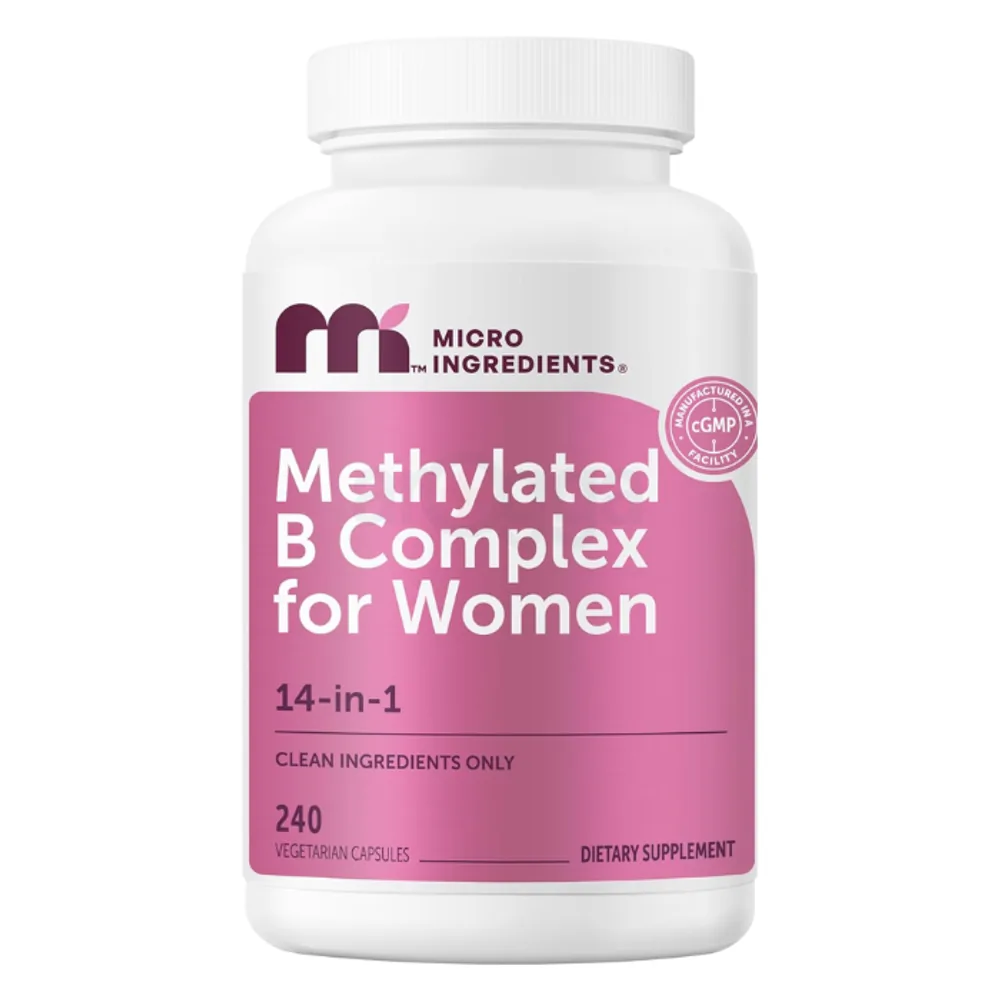 MICRO
INGREDIENTS®
™
MANUFACTURED IN A
cGMP
FACILITY
Methylated
B Complex
for Women
14-in-1
CLEAN INGREDIENTS ONLY
240
VEGETARIAN CAPSULES
DIETARY SUPPLEMENT